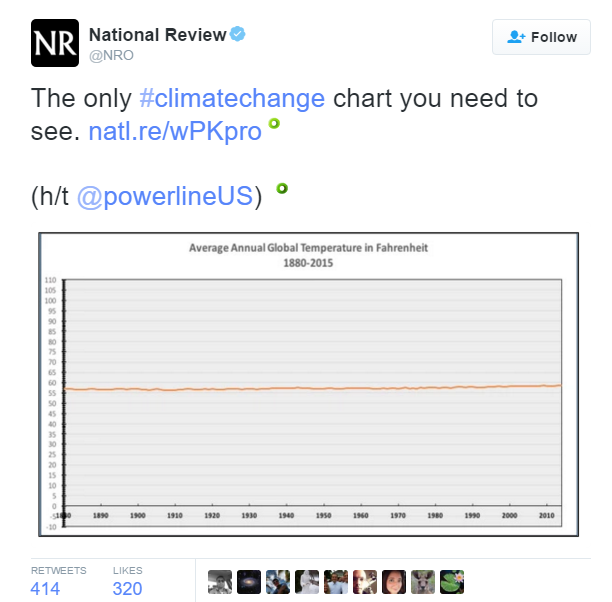 NR
National Review
@NRO
Follow
The only #climatechange chart you need to
see. natl.re/wPKpro
(h/t @powerlineUS)
Average Annual Global Temperature in Fahrenheit
1880-2015
110
105
100
95
90
85
80
75
70
65
60
55
50
45
40
35
30
25
20
15
10
5
0
-5
-10
1880 1890 1900 1910 1920 1930 1940 1950 1960 1970 1980 1990 2000 2010
RETWEETS LIKES
414 320